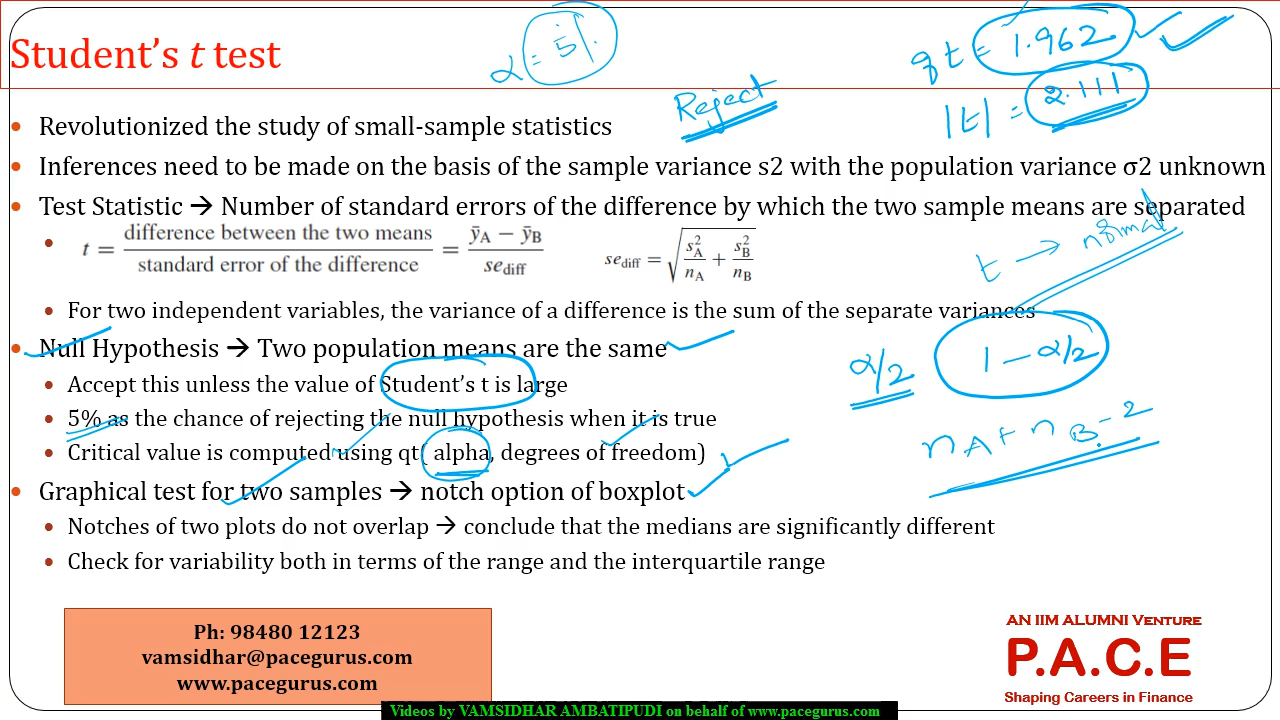 Student's t test
α = 5%
qt = 1.962
|t| = 2.111
Reject
• Revolutionized the study of small-sample statistics
• Inferences need to be made on the basis of the sample variance s2 with the population variance σ2 unknown
• Test Statistic → Number of standard errors of the difference by which the two sample means are separated
• t = difference between the two means / standard error of the difference = ȳA − ȳB / sediff
sediff = √(s²A / nA + s²B / nB)
t → normal
• For two independent variables, the variance of a difference is the sum of the separate variances
• Null Hypothesis → Two population means are the same
α/2
1 − α/2
• Accept this unless the value of Student's t is large
• 5% as the chance of rejecting the null hypothesis when it is true
nA + nB − 2
• Critical value is computed using qt( alpha, degrees of freedom)
• Graphical test for two samples → notch option of boxplot
• Notches of two plots do not overlap → conclude that the medians are significantly different
• Check for variability both in terms of the range and the interquartile range
Ph: 98480 12123
vamsidhar@pacegurus.com
www.pacegurus.com
AN IIM ALUMNI VENTURE
P.A.C.E
Shaping Careers in Finance
Videos by VAMSIDHAR AMBATIPUDI on behalf of www.pacegurus.com